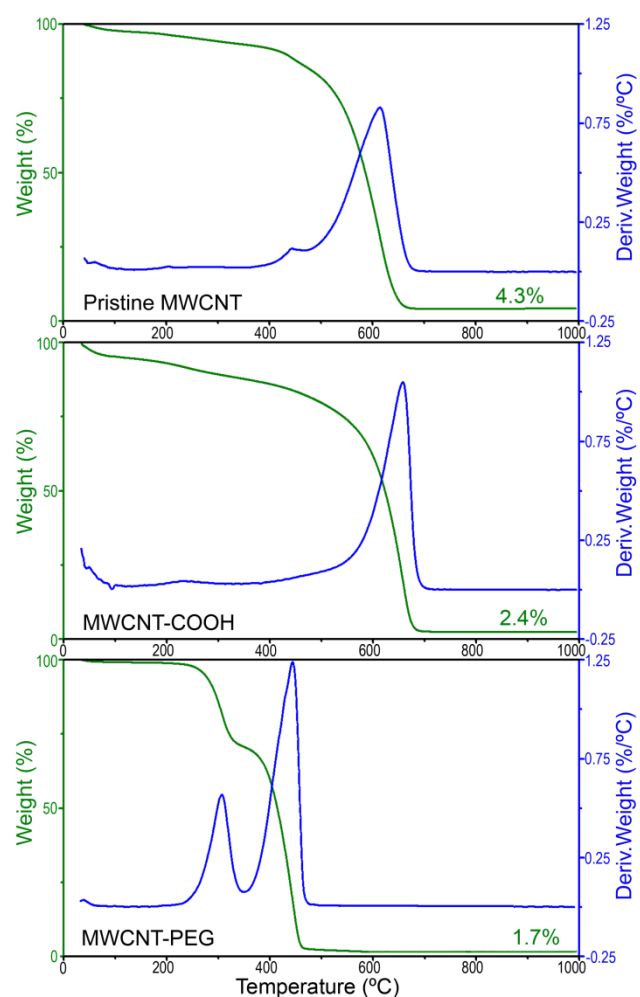 100
50
0
Weight (%)
1.25
0.75
0.25
-0.25
Deriv.Weight (%/ºC)
Pristine MWCNT
4.3%
0 200 400 600 800 1000
100
50
0
Weight (%)
1.25
0.75
0.25
-0.25
Deriv.Weight (%/ºC)
MWCNT-COOH
2.4%
0 200 400 600 800 1000
100
50
0
Weight (%)
1.25
0.75
0.25
-0.25
Deriv.Weight (%/ºC)
MWCNT-PEG
1.7%
0 200 400 600 800 1000
Temperature (ºC)